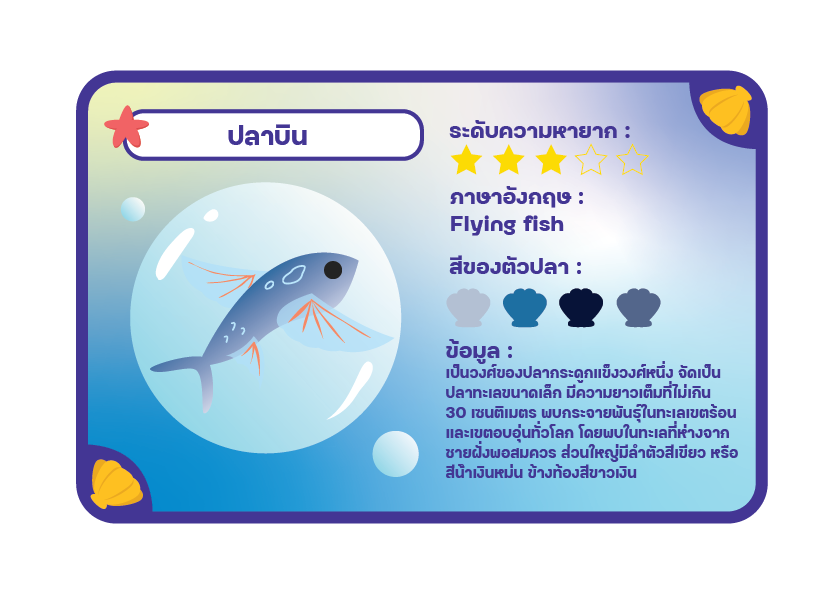 ปลาบิน
ระดับความหายาก :
ภาษาอังกฤษ :
Flying fish
สีของตัวปลา :
ข้อมูล :
เป็นวงศ์ของปลากระดูกแข็งวงศ์หนึ่ง จัดเป็น
ปลาทะเลขนาดเล็ก มีความยาวเต็มที่ไม่เกิน
30 เซนติเมตร พบกระจายพันธุ์ในทะเลเขตร้อน
และเขตอบอุ่นทั่วโลก โดยพบในทะเลที่ห่างจาก
ชายฝั่งพอสมควร ส่วนใหญ่มีลำตัวสีเขียว หรือ
สีน้ำเงินหม่น ข้างท้องสีขาวเงิน